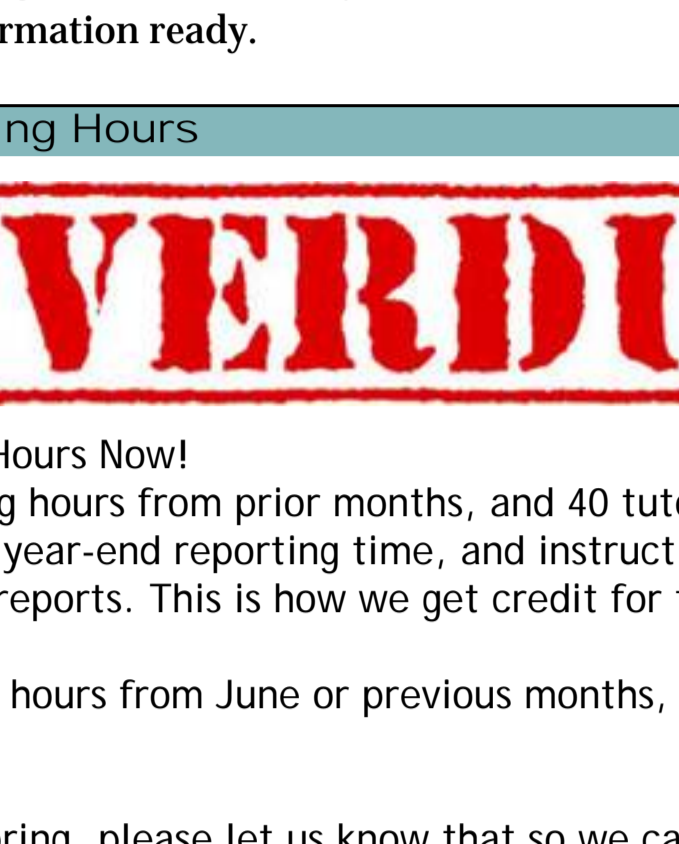 rmation ready.
ng Hours
VERDU
Hours Now!
g hours from prior months, and 40 tut
year-end reporting time, and instruct
reports. This is how we get credit for
hours from June or previous months,
ring, please let us know that so we ca